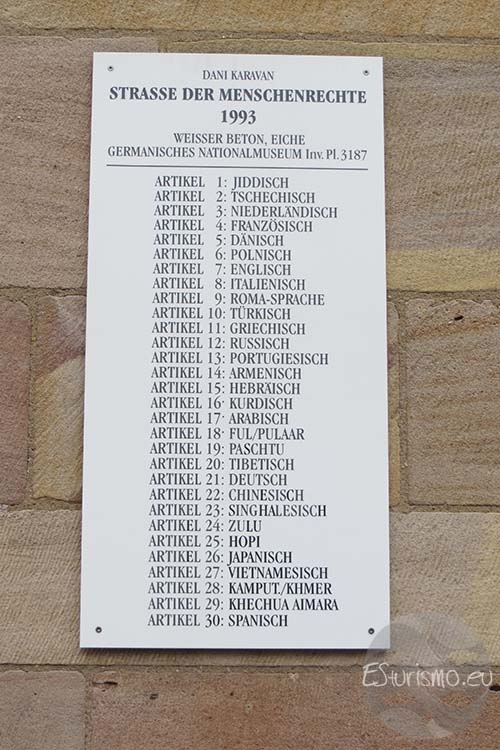 DANI KARAVAN
STRASSE DER MENSCHENRECHTE
1993
WEISSER BETON, EICHE
GERMANISCHES NATIONALMUSEUM Inv. Pl. 3187
ARTIKEL 1: JIDDISCH
ARTIKEL 2: TSCHECHISCH
ARTIKEL 3: NIEDERLÄNDISCH
ARTIKEL 4: FRANZÖSISCH
ARTIKEL 5: DÄNISCH
ARTIKEL 6: POLNISCH
ARTIKEL 7: ENGLISCH
ARTIKEL 8: ITALIENISCH
ARTIKEL 9: ROMA-SPRACHE
ARTIKEL 10: TÜRKISCH
ARTIKEL 11: GRIECHISCH
ARTIKEL 12: RUSSISCH
ARTIKEL 13: PORTUGIESISCH
ARTIKEL 14: ARMENISCH
ARTIKEL 15: HEBRÄISCH
ARTIKEL 16: KURDISCH
ARTIKEL 17: ARABISCH
ARTIKEL 18: FUL/PULAAR
ARTIKEL 19: PASCHTU
ARTIKEL 20: TIBETISCH
ARTIKEL 21: DEUTSCH
ARTIKEL 22: CHINESISCH
ARTIKEL 23: SINGHALESISCH
ARTIKEL 24: ZULU
ARTIKEL 25: HOPI
ARTIKEL 26: JAPANISCH
ARTIKEL 27: VIETNAMESISCH
ARTIKEL 28: KAMPUT./KHMER
ARTIKEL 29: KHECHUA AIMARA
ARTIKEL 30: SPANISCH
ESturismo.eu